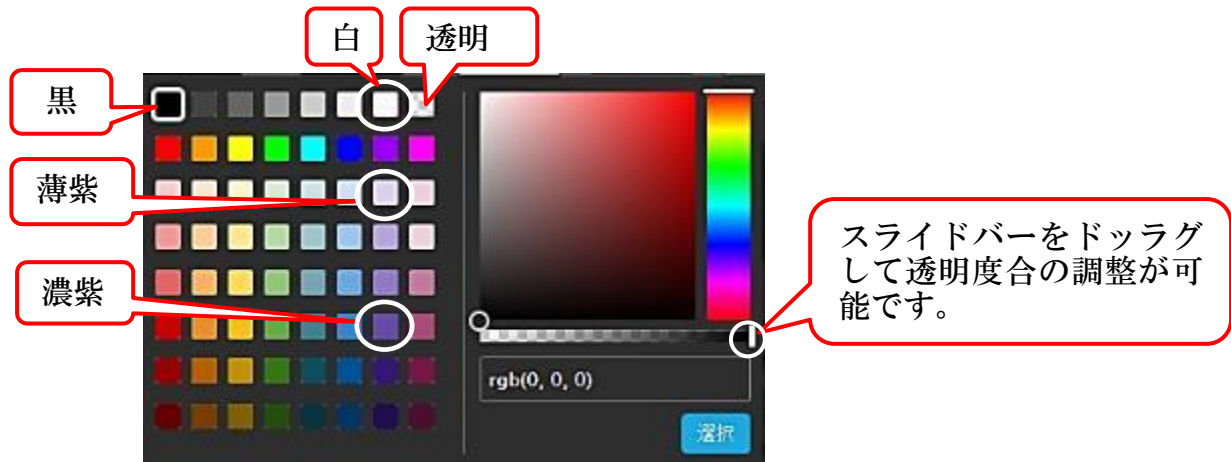 白
透明
黒
薄紫
濃紫
スライドバーをドッラグ
して透明度合の調整が可
能です。
rgb(0, 0, 0)
選択